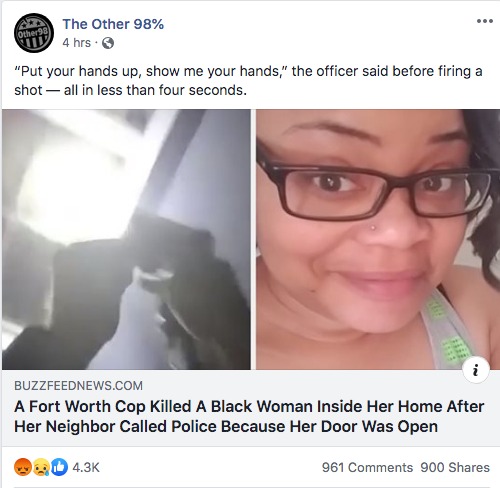 Other98
The Other 98%
4 hrs ·
“Put your hands up, show me your hands,” the officer said before firing a
shot — all in less than four seconds.
i
BUZZFEEDNEWS.COM
A Fort Worth Cop Killed A Black Woman Inside Her Home After
Her Neighbor Called Police Because Her Door Was Open
4.3K 961 Comments 900 Shares